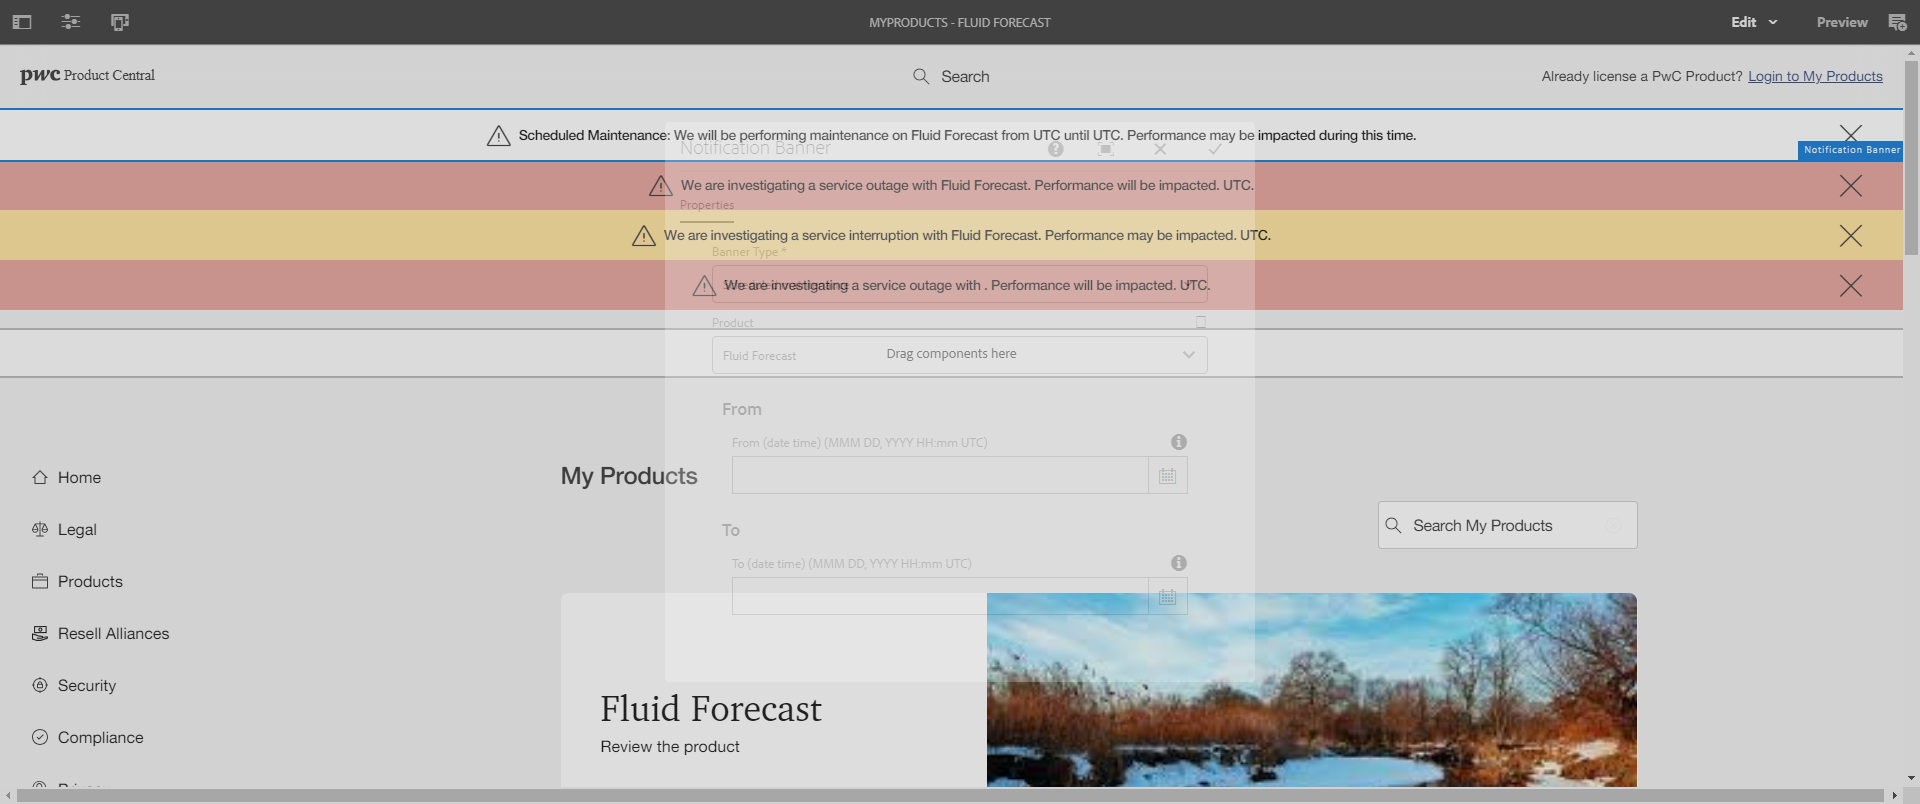 MYPRODUCTS - FLUID FORECAST
Edit
Preview
pwc Product Central
Search
Already license a PwC Product? Login to My Products
Scheduled Maintenance: We will be performing maintenance on Fluid Forecast from UTC until UTC. Performance may be impacted during this time.
Notification Banner
Notification Banner
We are investigating a service outage with Fluid Forecast. Performance will be impacted. UTC.
Properties
We are investigating a service interruption with Fluid Forecast. Performance may be impacted. UTC.
Banner Type *
We are investigating a service outage with . Performance will be impacted. UTC.
Product
Fluid Forecast
Drag components here
From
From (date time) (MMM DD, YYYY HH:mm UTC)
My Products
Home
To
Search My Products
Legal
To (date time) (MMM DD, YYYY HH:mm UTC)
Products
Resell Alliances
Security
Fluid Forecast
Compliance
Review the product